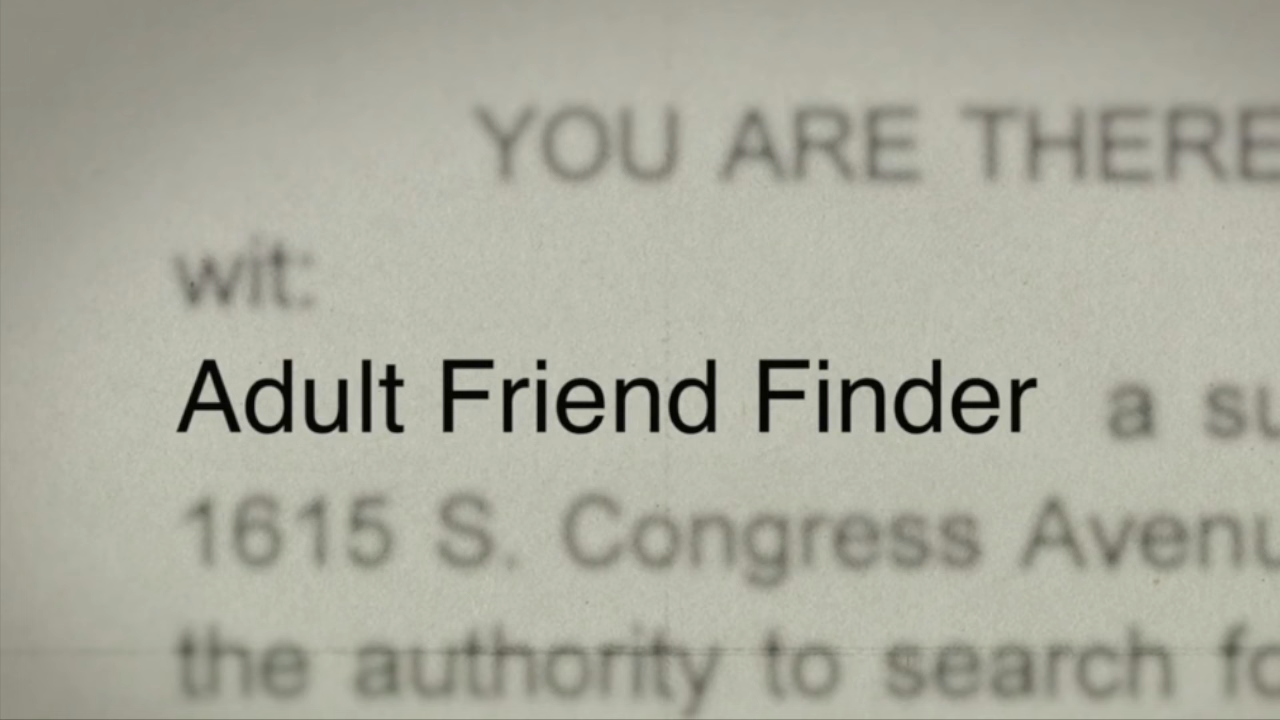 YOU ARE THERE
wit:
Adult Friend Finder a su
1615 S. Congress Avenu
the authority to search fo